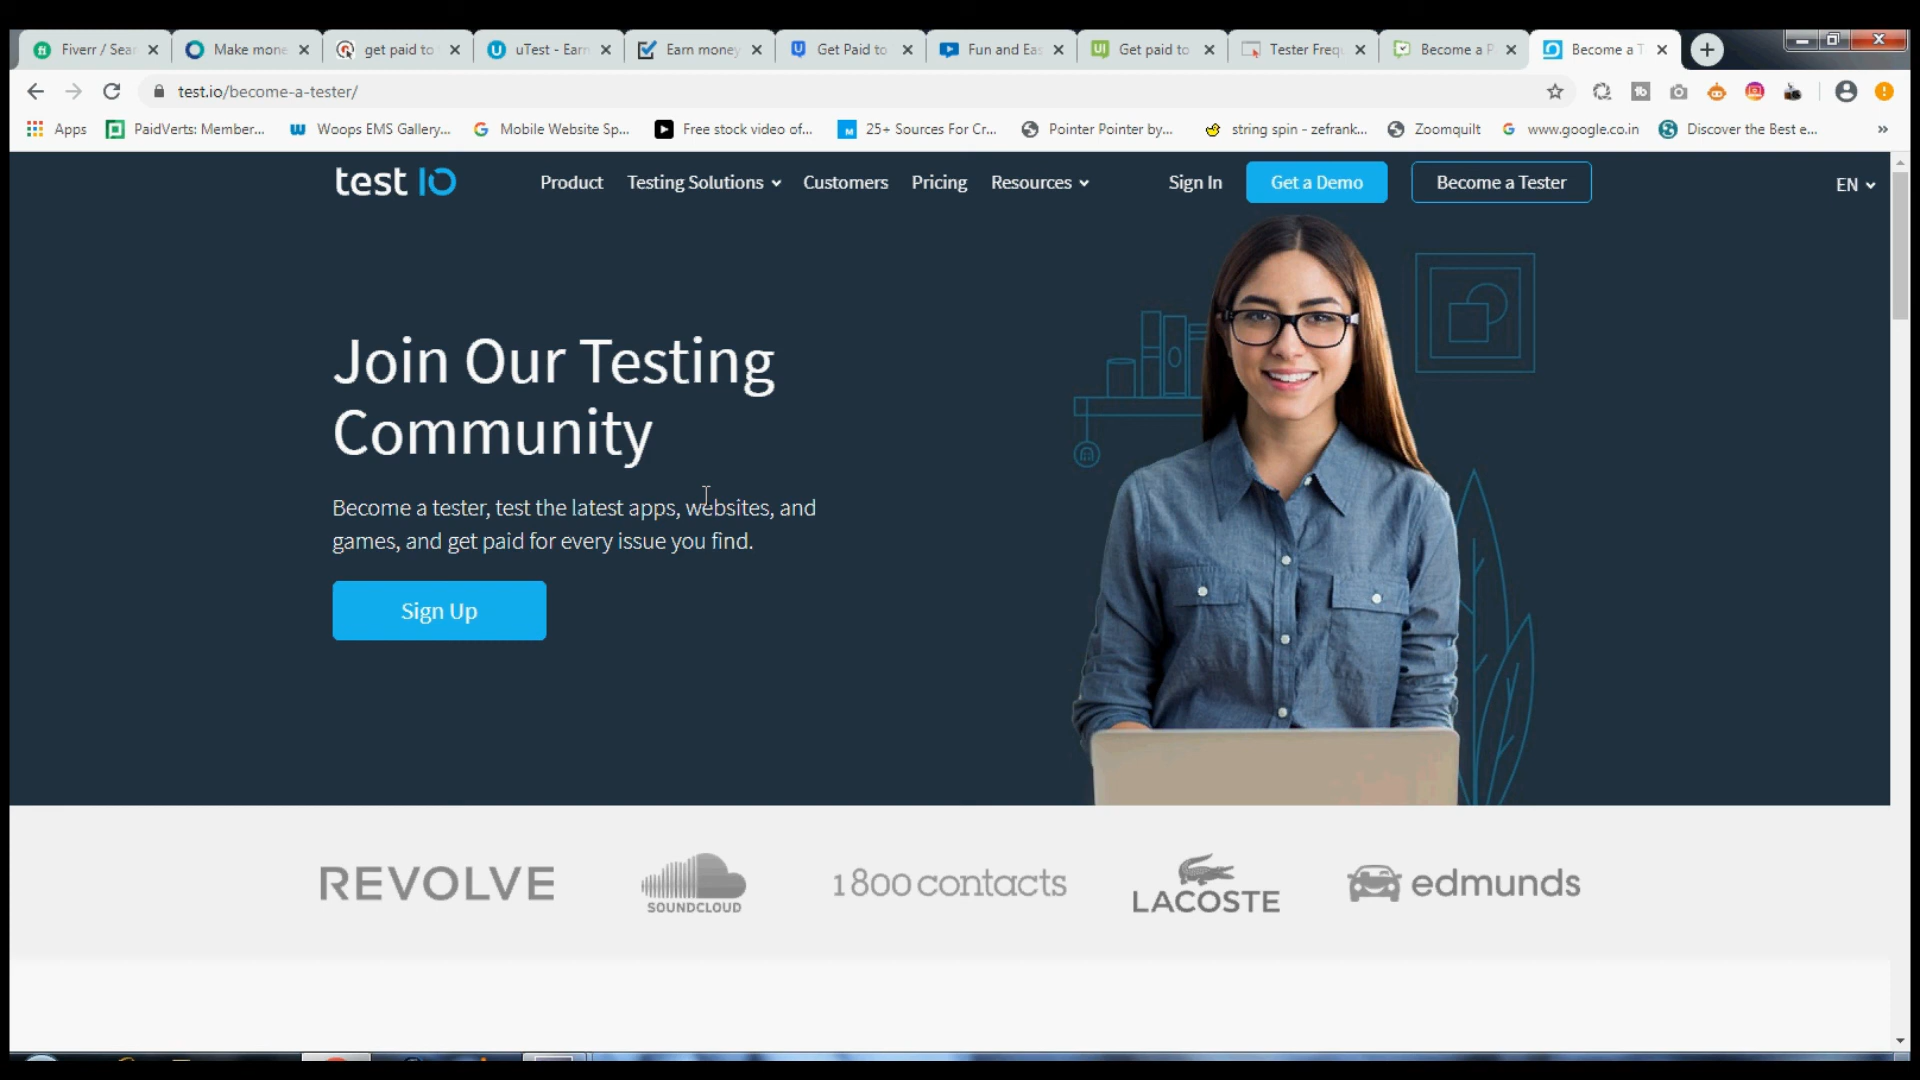 Fiverr / Sear
Make mone
get paid to
uTest - Earn
Earn money
Get Paid to
Fun and Eas
Get paid to
Tester Freq
Become a P
Become a T
test.io/become-a-tester/
Apps
PaidVerts: Member...
Woops EMS Gallery...
Mobile Website Sp...
Free stock video of...
25+ Sources For Cr...
Pointer Pointer by...
string spin - zefrank...
Zoomquilt
www.google.co.in
Discover the Best e...
»
test IO
Product
Testing Solutions
Customers
Pricing
Resources
Sign In
Get a Demo
Become a Tester
EN
Join Our Testing
Community
Become a tester, test the latest apps, websites, and
games, and get paid for every issue you find.
Sign Up
REVOLVE
SOUNDCLOUD
1800 contacts
LACOSTE
edmunds